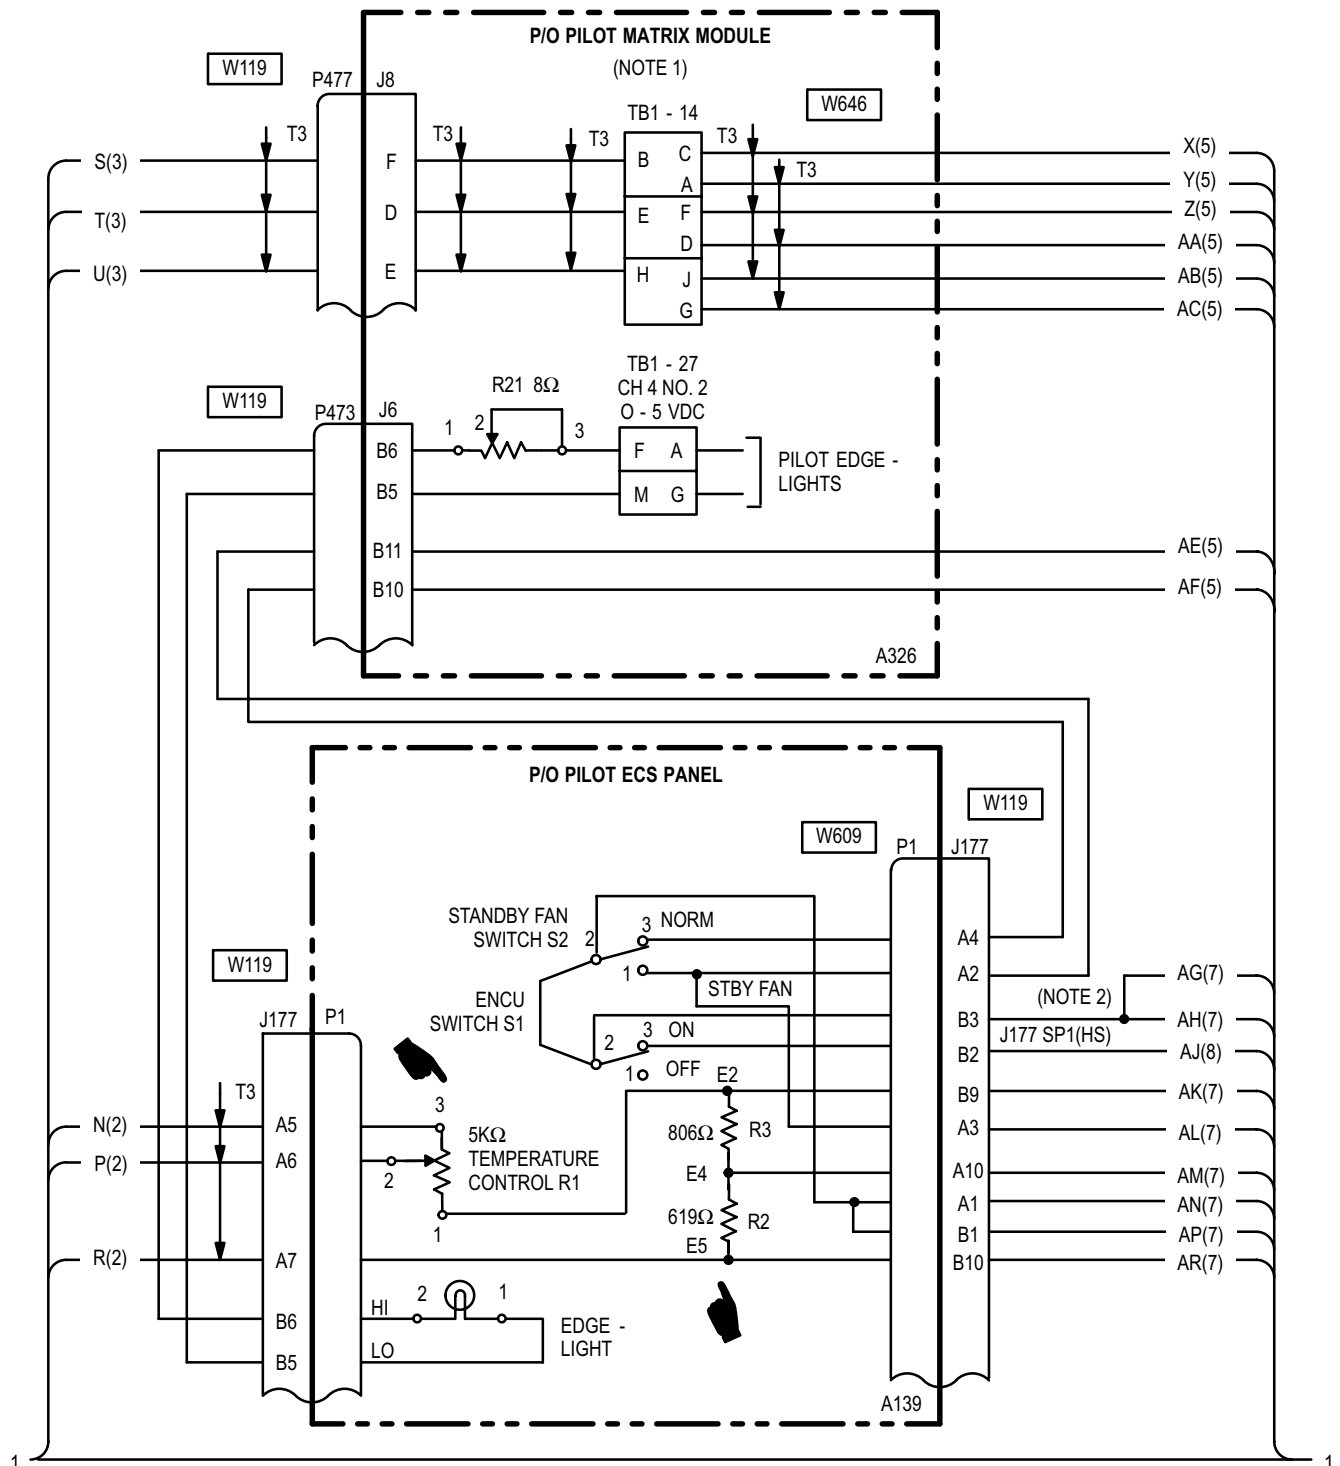 P/O PILOT MATRIX MODULE
(NOTE 1)
W119
P477 J8
TB1 - 14
W646
T3 T3 T3 T3 T3
S(3) F B C X(5)
A Y(5)
T(3) D E F Z(5)
D AA(5)
U(3) E H J AB(5)
G AC(5)
W119
P473 J6
R21 8Ω
TB1 - 27
CH 4 NO. 2
O - 5 VDC
1 2 3
B6 F A
B5 M G
PILOT EDGE -
LIGHTS
B11 AE(5)
B10 AF(5)
A326
P/O PILOT ECS PANEL
W119
W609
P1 J177
STANDBY FAN
SWITCH S2
2 3 NORM
1 STBY FAN
A4
A2
AG(7)
(NOTE 2)
ENCU
SWITCH S1
2 3 ON
1 OFF
B3 AH(7)
J177 SP1(HS)
B2 AJ(8)
W119
J177 P1
T3
E2 B9 AK(7)
N(2) A5 3
806Ω R3 A3 AL(7)
P(2) A6 2
5KΩ
TEMPERATURE
CONTROL R1
1
E4 A10 AM(7)
619Ω R2 A1 AN(7)
B1 AP(7)
R(2) A7 E5 B10 AR(7)
B6 HI 2 1
B5 LO
EDGE -
LIGHT
A139
1 1